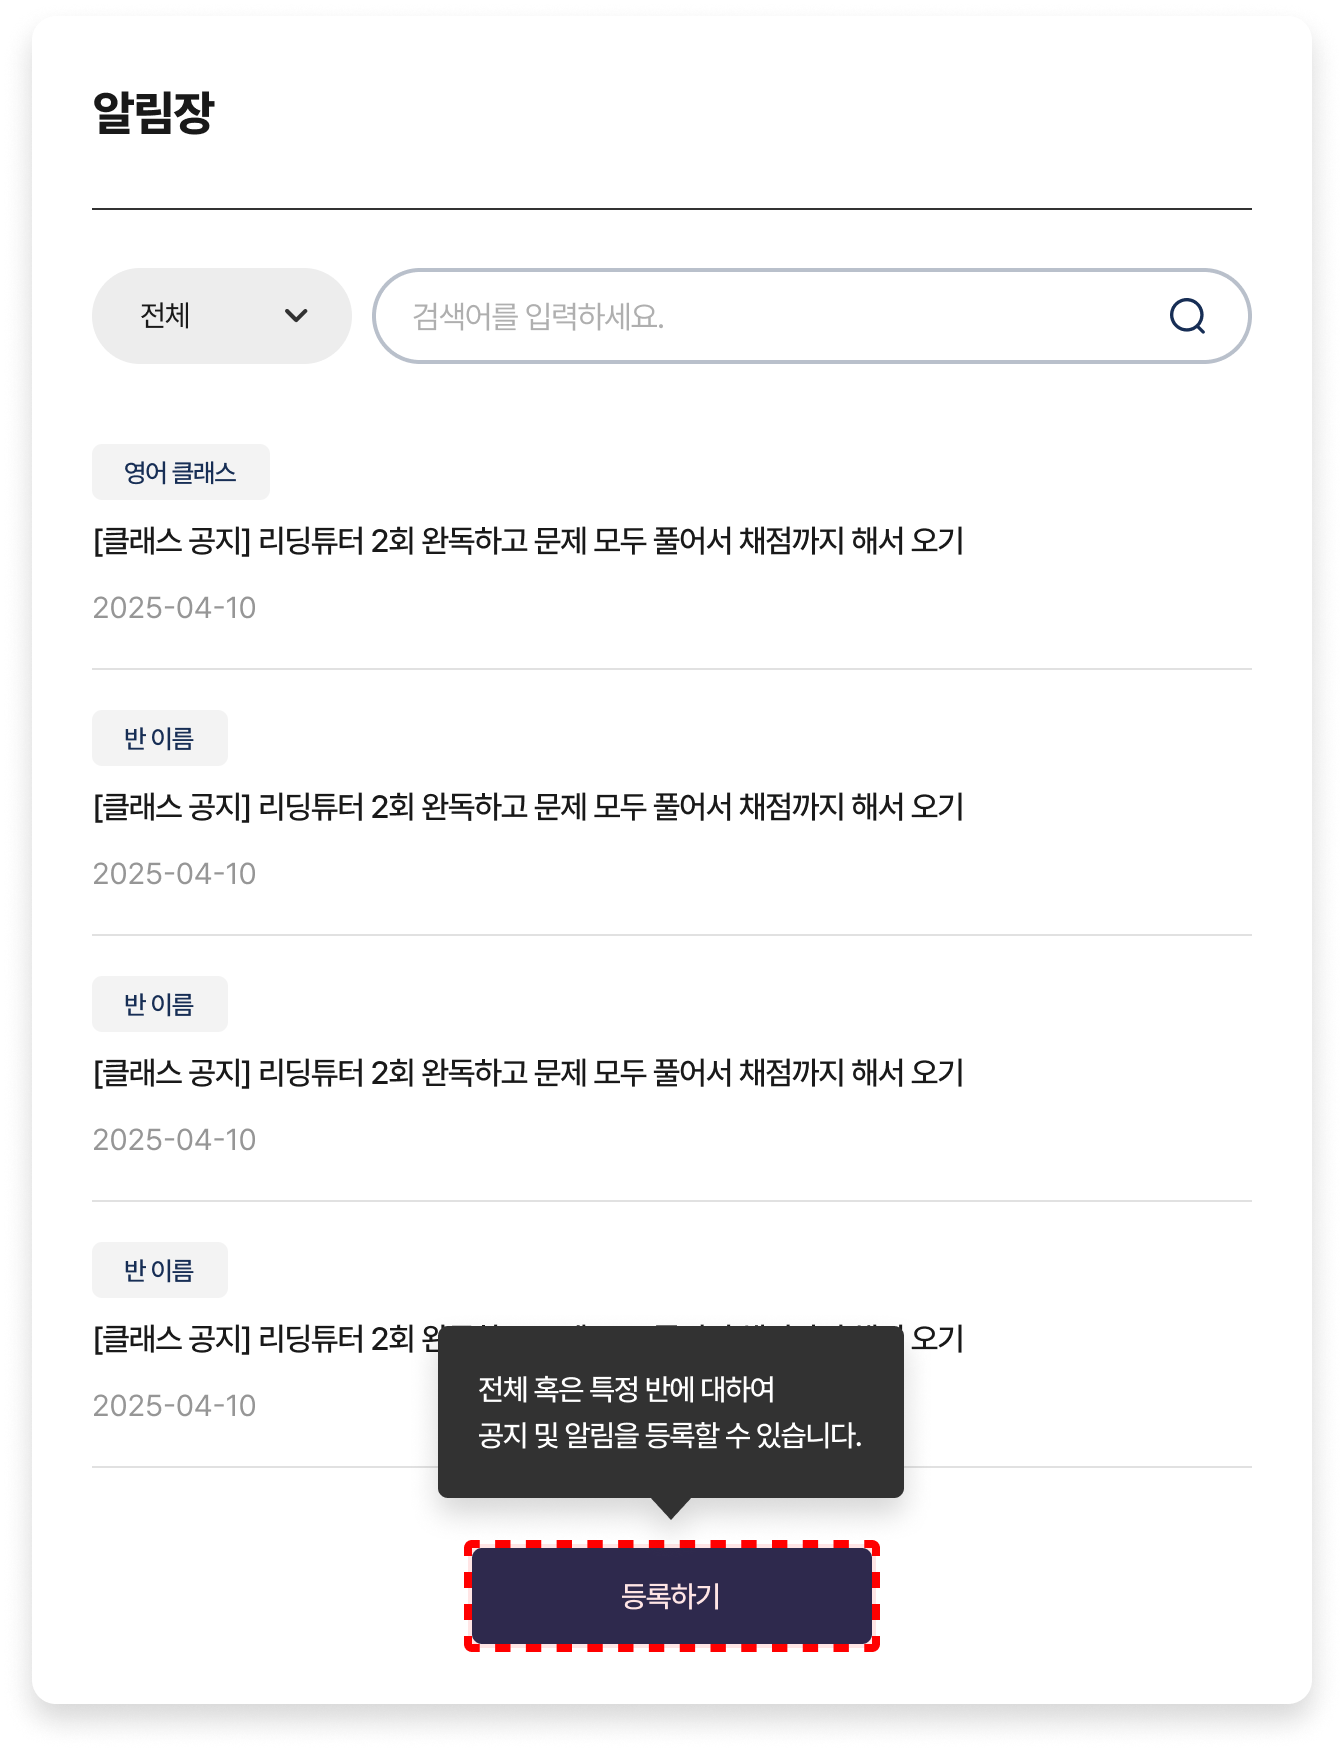 알림장
전체
검색어를 입력하세요.
영어 클래스
[클래스 공지] 리딩튜터 2회 완독하고 문제 모두 풀어서 채점까지 해서 오기
2025-04-10
반 이름
[클래스 공지] 리딩튜터 2회 완독하고 문제 모두 풀어서 채점까지 해서 오기
2025-04-10
반 이름
[클래스 공지] 리딩튜터 2회 완독하고 문제 모두 풀어서 채점까지 해서 오기
2025-04-10
반 이름
[클래스 공지] 리딩튜터 2회 오기
2025-04-10
전체 혹은 특정 반에 대하여
공지 및 알림을 등록할 수 있습니다.
등록하기